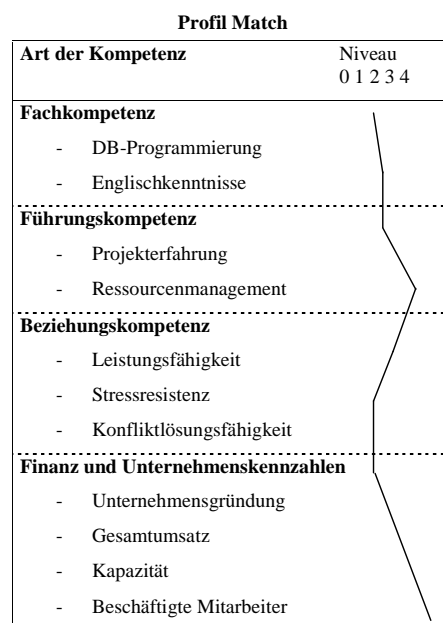 Profil Match
Art der Kompetenz Niveau
0 1 2 3 4
Fachkompetenz
- DB-Programmierung
- Englischkenntnisse
Führungskompetenz
- Projekterfahrung
- Ressourcenmanagement
Beziehungskompetenz
- Leistungsfähigkeit
- Stressresistenz
- Konfliktlösungsfähigkeit
Finanz und Unternehmenskennzahlen
- Unternehmensgründung
- Gesamtumsatz
- Kapazität
- Beschäftigte Mitarbeiter